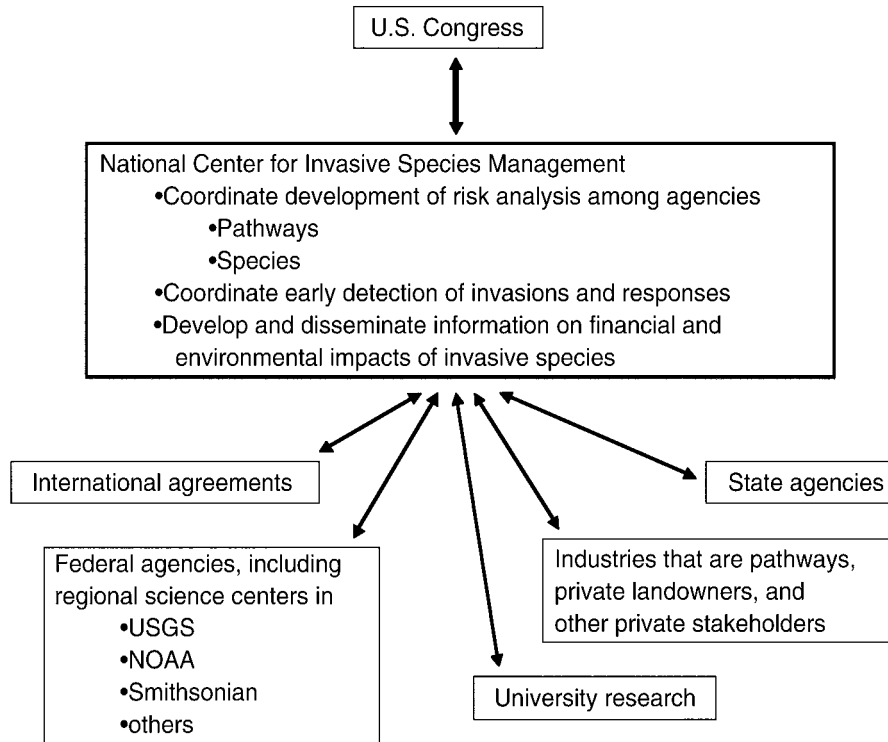 U.S. Congress
National Center for Invasive Species Management
•Coordinate development of risk analysis among agencies
•Pathways
•Species
•Coordinate early detection of invasions and responses
•Develop and disseminate information on financial and
environmental impacts of invasive species
International agreements
State agencies
Federal agencies, including
regional science centers in
•USGS
•NOAA
•Smithsonian
•others
Industries that are pathways,
private landowners, and
other private stakeholders
University research